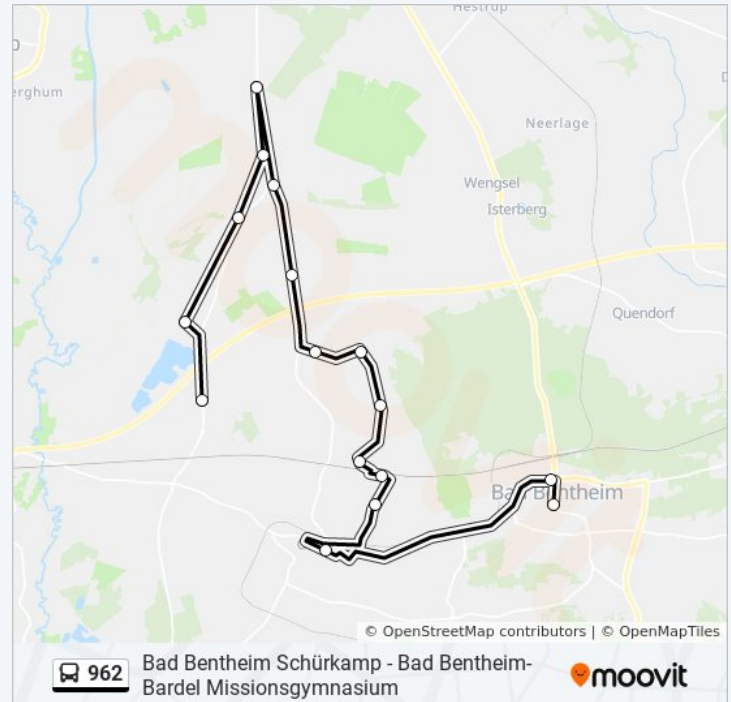 Hestrup
erghum
Neerlage
Wengsel
Isterberg
Quendorf
Bad Bentheim
© OpenStreetMap contributors | © OpenMapTiles
962
Bad Bentheim Schürkamp - Bad Bentheim-
Bardel Missionsgymnasium
moovit